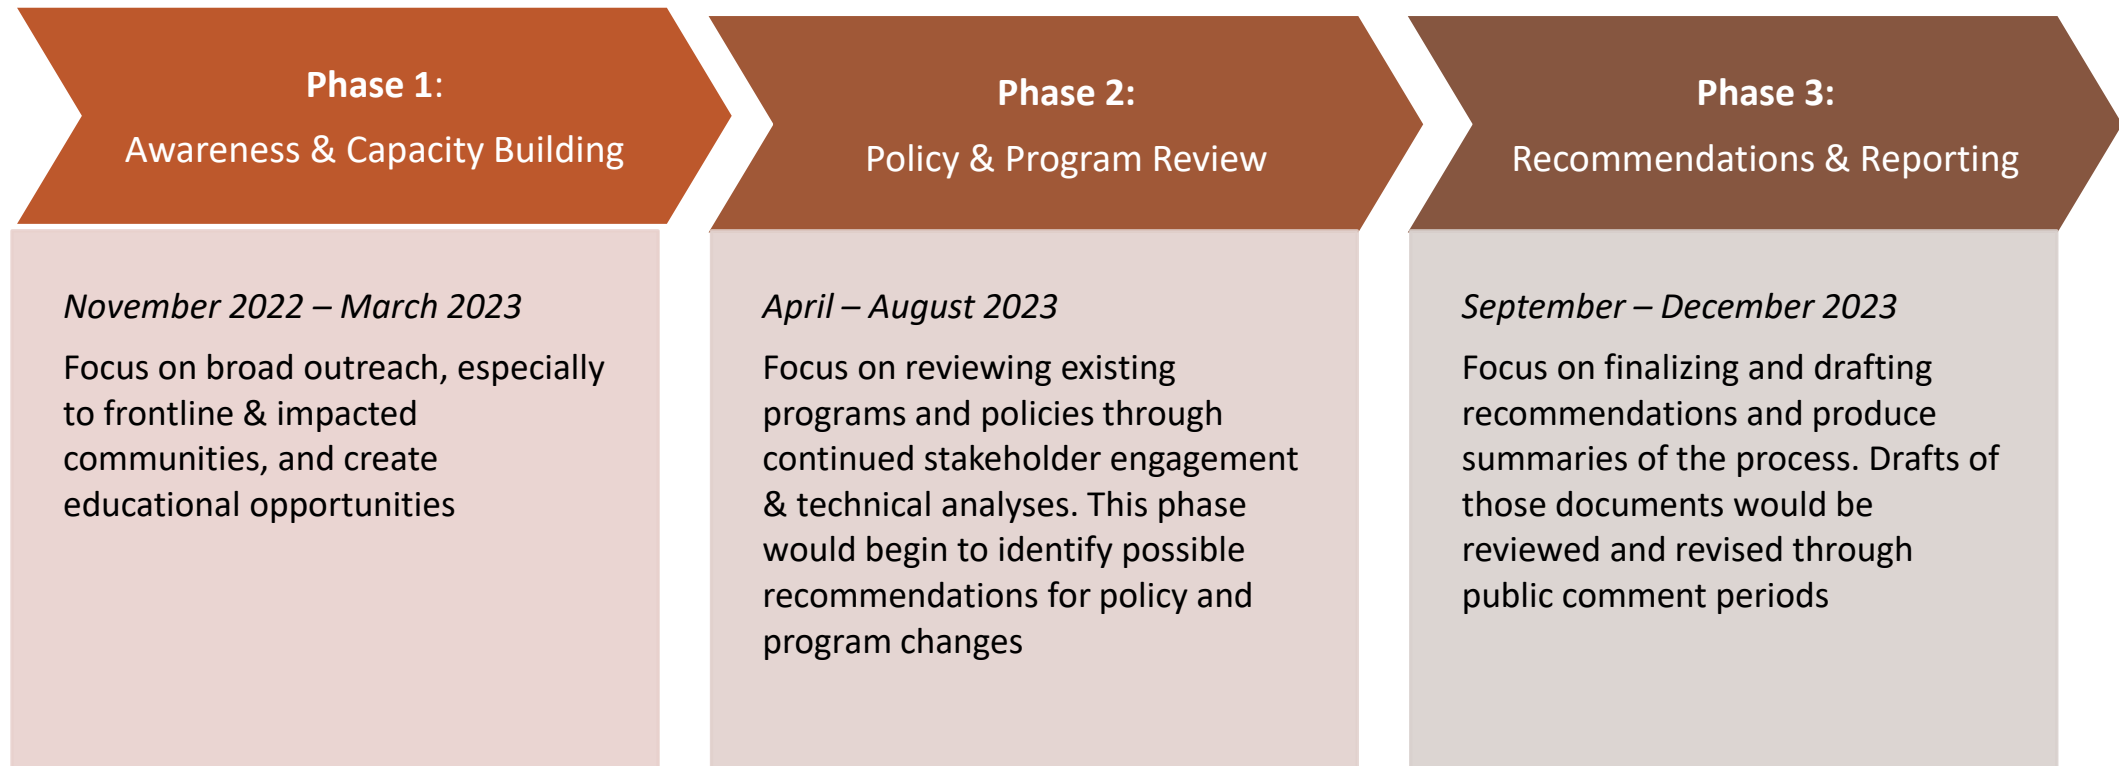 Phase 1:
Awareness & Capacity Building
November 2022 – March 2023
Focus on broad outreach, especially
to frontline & impacted
communities, and create
educational opportunities
Phase 2:
Policy & Program Review
April – August 2023
Focus on reviewing existing
programs and policies through
continued stakeholder engagement
& technical analyses. This phase
would begin to identify possible
recommendations for policy and
program changes
Phase 3:
Recommendations & Reporting
September – December 2023
Focus on finalizing and drafting
recommendations and produce
summaries of the process. Drafts of
those documents would be
reviewed and revised through
public comment periods